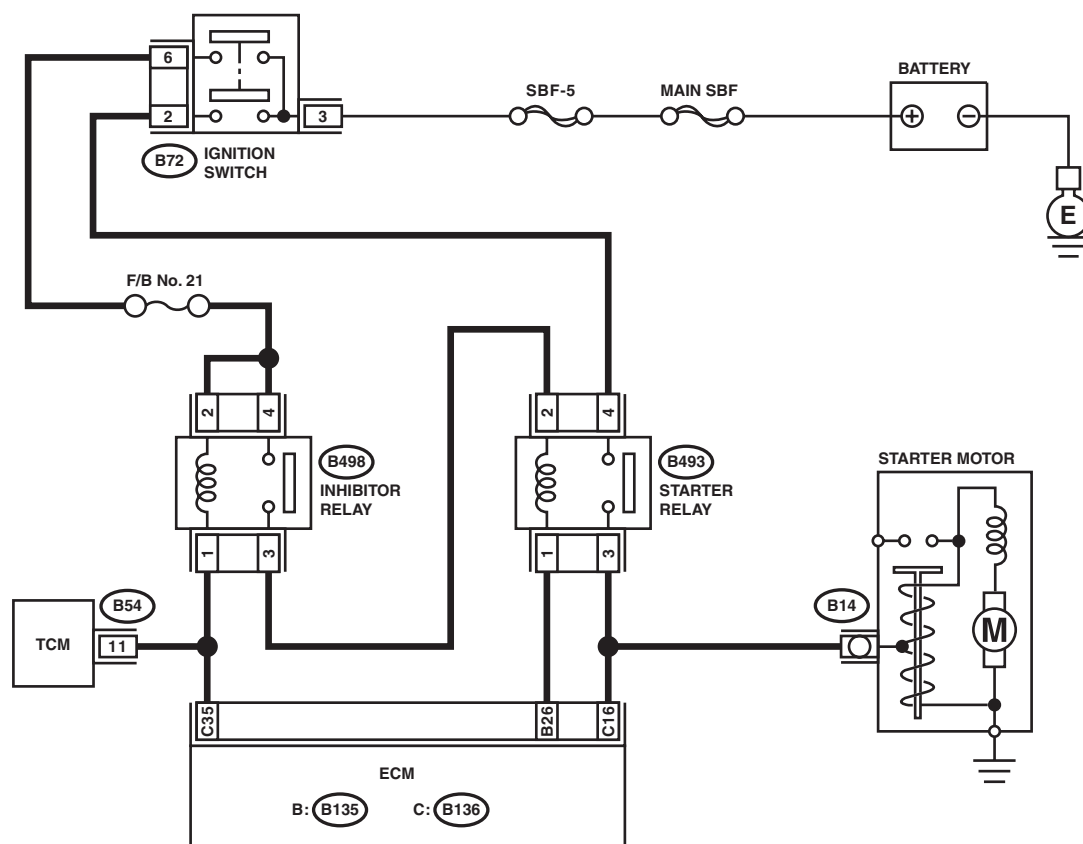 6
2
3
B72
IGNITION
SWITCH
SBF-5
MAIN SBF
BATTERY
+
−
E
F/B No. 21
2
4
B498
INHIBITOR
RELAY
1
3
2
4
B493
STARTER
RELAY
1
3
STARTER MOTOR
M
B14
B54
TCM
11
C35
B26
C16
ECM
B: B135
C: B136